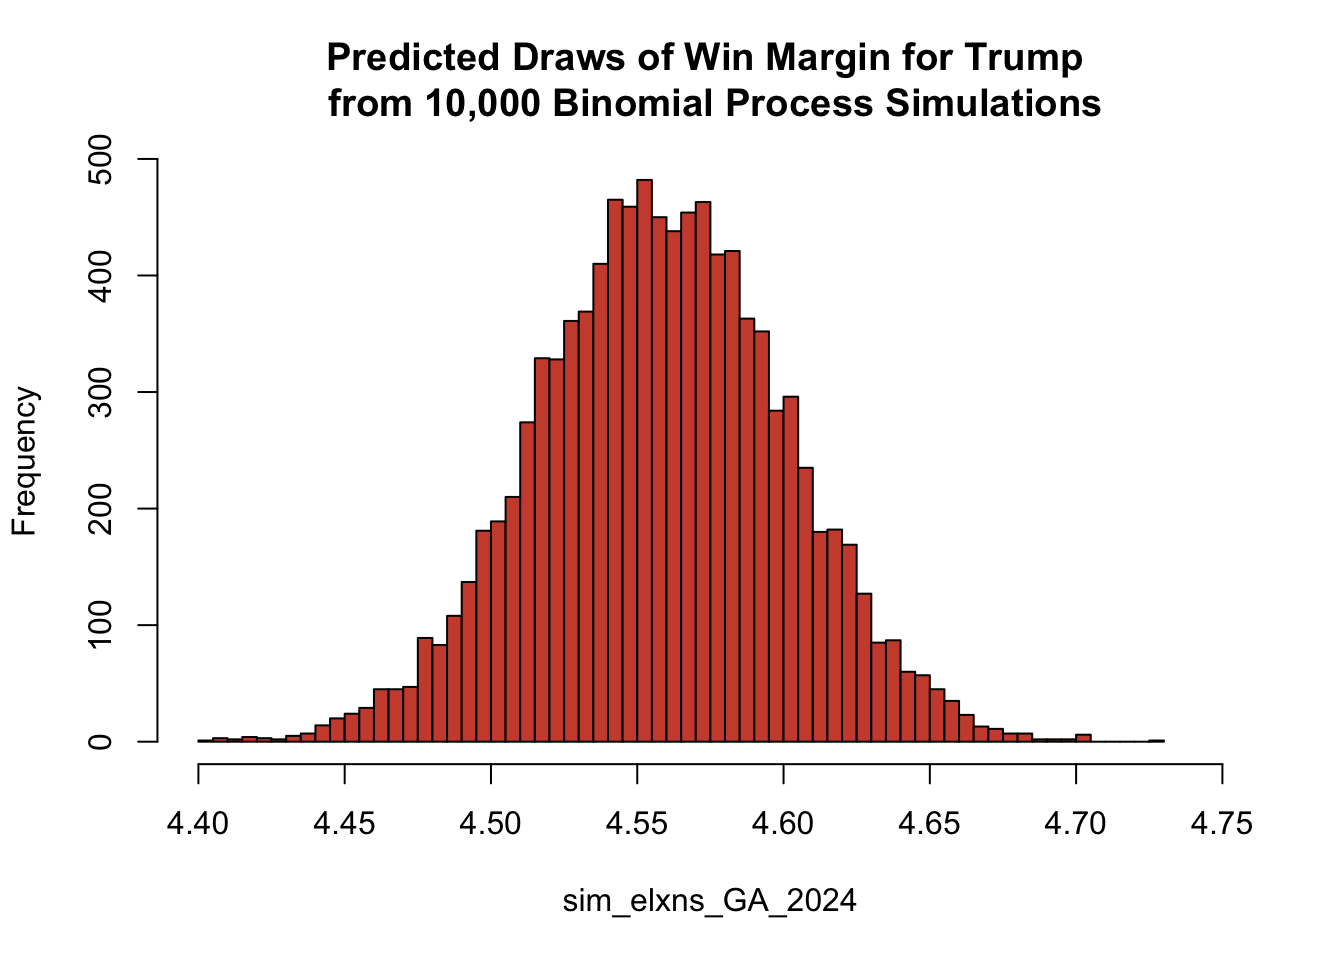 Predicted Draws of Win Margin for Trump
from 10,000 Binomial Process Simulations
500
400
300
200
100
0
Frequency
4.40 4.45 4.50 4.55 4.60 4.65 4.70 4.75
sim_elxns_GA_2024